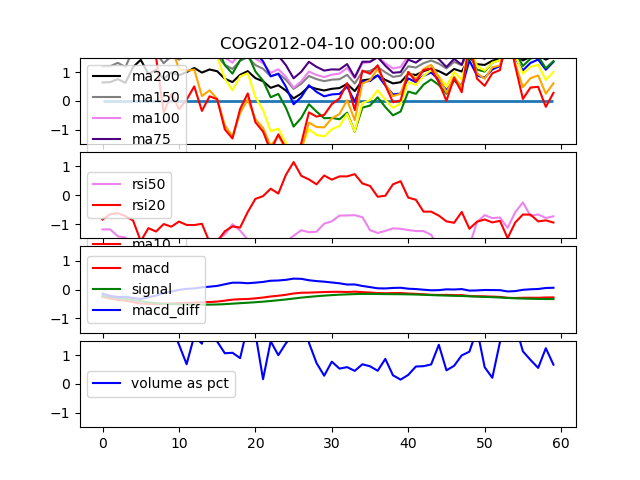 COG2012-04-10 00:00:00
ma200
ma150
ma100
ma75
1
0
−1
rsi50
rsi20
1
0
−1
ma10
macd
signal
macd_diff
1
0
−1
volume as pct
1
0
−1
0 10 20 30 40 50 60